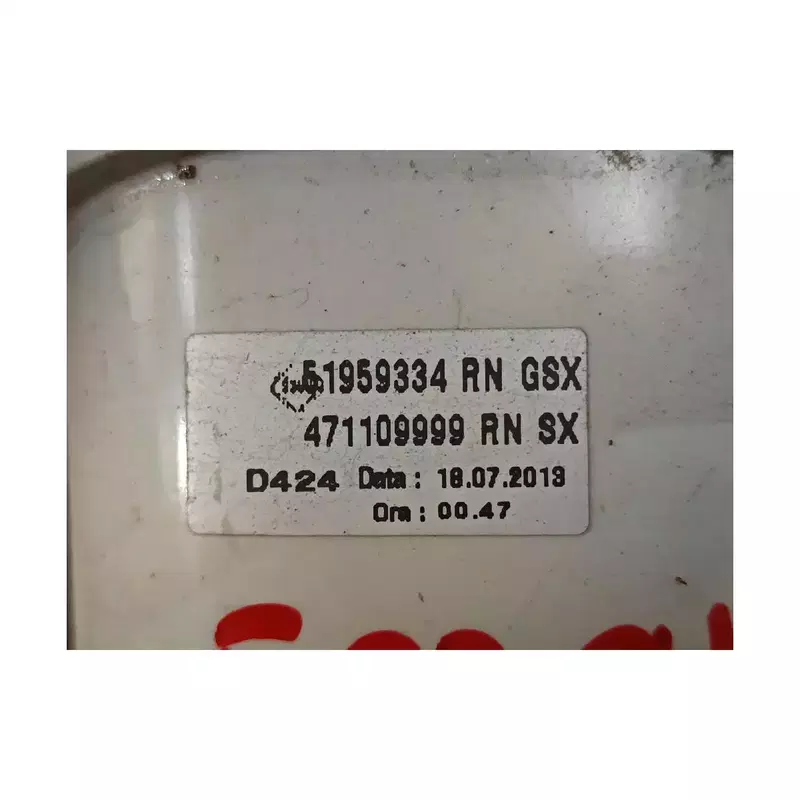 51959334 RN GSX
471109999 RN SX
D424 Data : 18.07.2013
Ora : 00.47